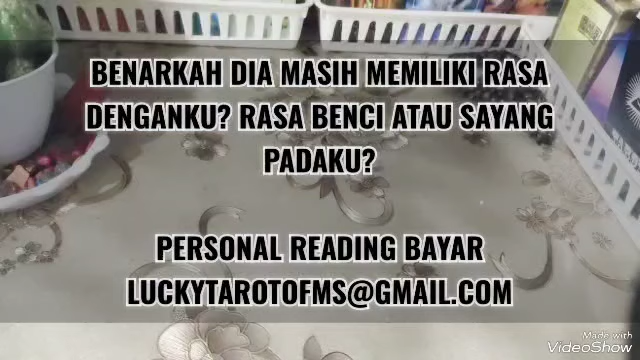 BENARKAH DIA MASIH MEMILIKI RASA
DENGANKU? RASA BENCI ATAU SAYANG
PADAKU?
PERSONAL READING BAYAR
LUCKYTAROTOFMS@GMAIL.COM
Made with
VideoShow